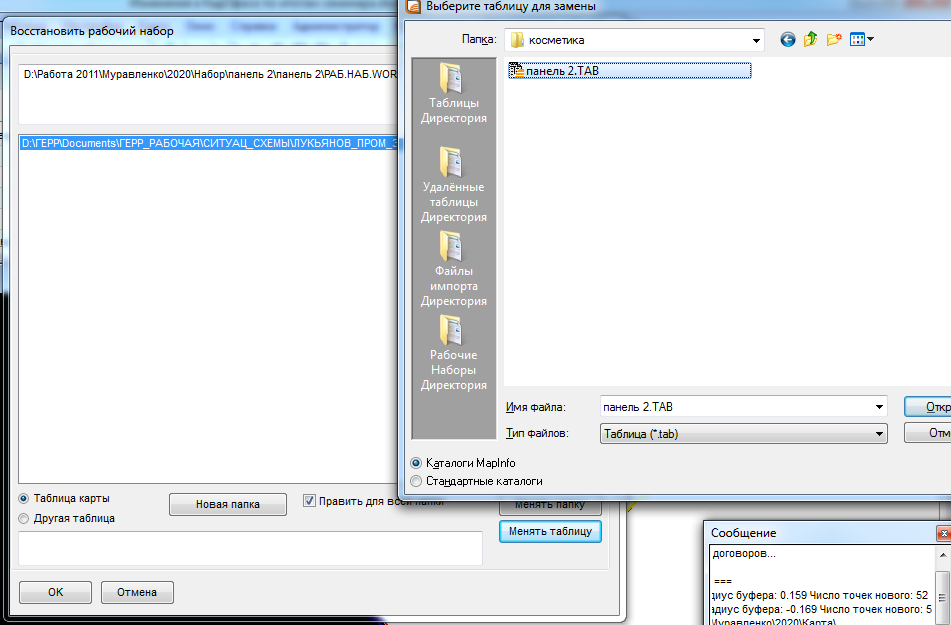 Восстановить рабочий набор
D:\Работа 2011\Муравленко\2020\Набор\панель 2\панель 2\РАБ.НАБ.WOR
D:\ГЕРР\Documents\ГЕРР_РАБОЧАЯ\СИТУАЦ_СХЕМЫ\ЛУКЬЯНОВ_ПРОМ_
Таблица карты
Другая таблица
Новая папка
Править для всей папки
Менять папку
Менять таблицу
OK
Отмена
Выберите таблицу для замены
Папка:
косметика
панель 2.TAB
Таблицы
Директория
Удалённые
таблицы
Директория
Файлы
импорта
Директория
Рабочие
Наборы
Директория
Имя файла:
панель 2.TAB
Откр
Тип файлов:
Таблица (*.tab)
Отм
Каталоги MapInfo
Стандартные каталоги
Сообщение
договоров...
===
диус буфера: 0.159 Число точек нового: 52
адиус буфера: -0.169 Число точек нового: 5
Муравленко\2020\Карта\